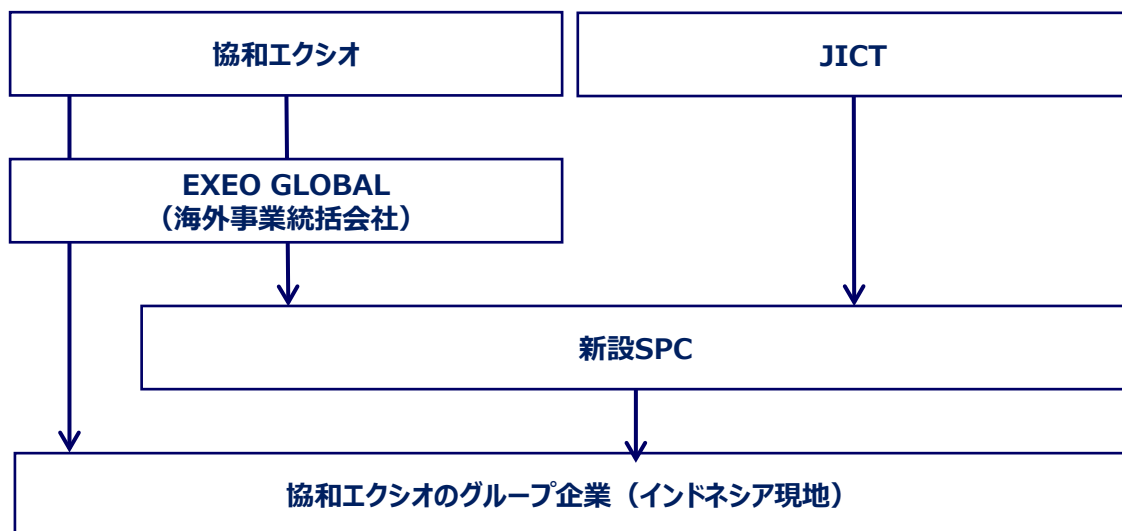 協和エクシオ
JICT
EXEO GLOBAL
（海外事業統括会社）
新設SPC
協和エクシオのグループ企業（インドネシア現地）